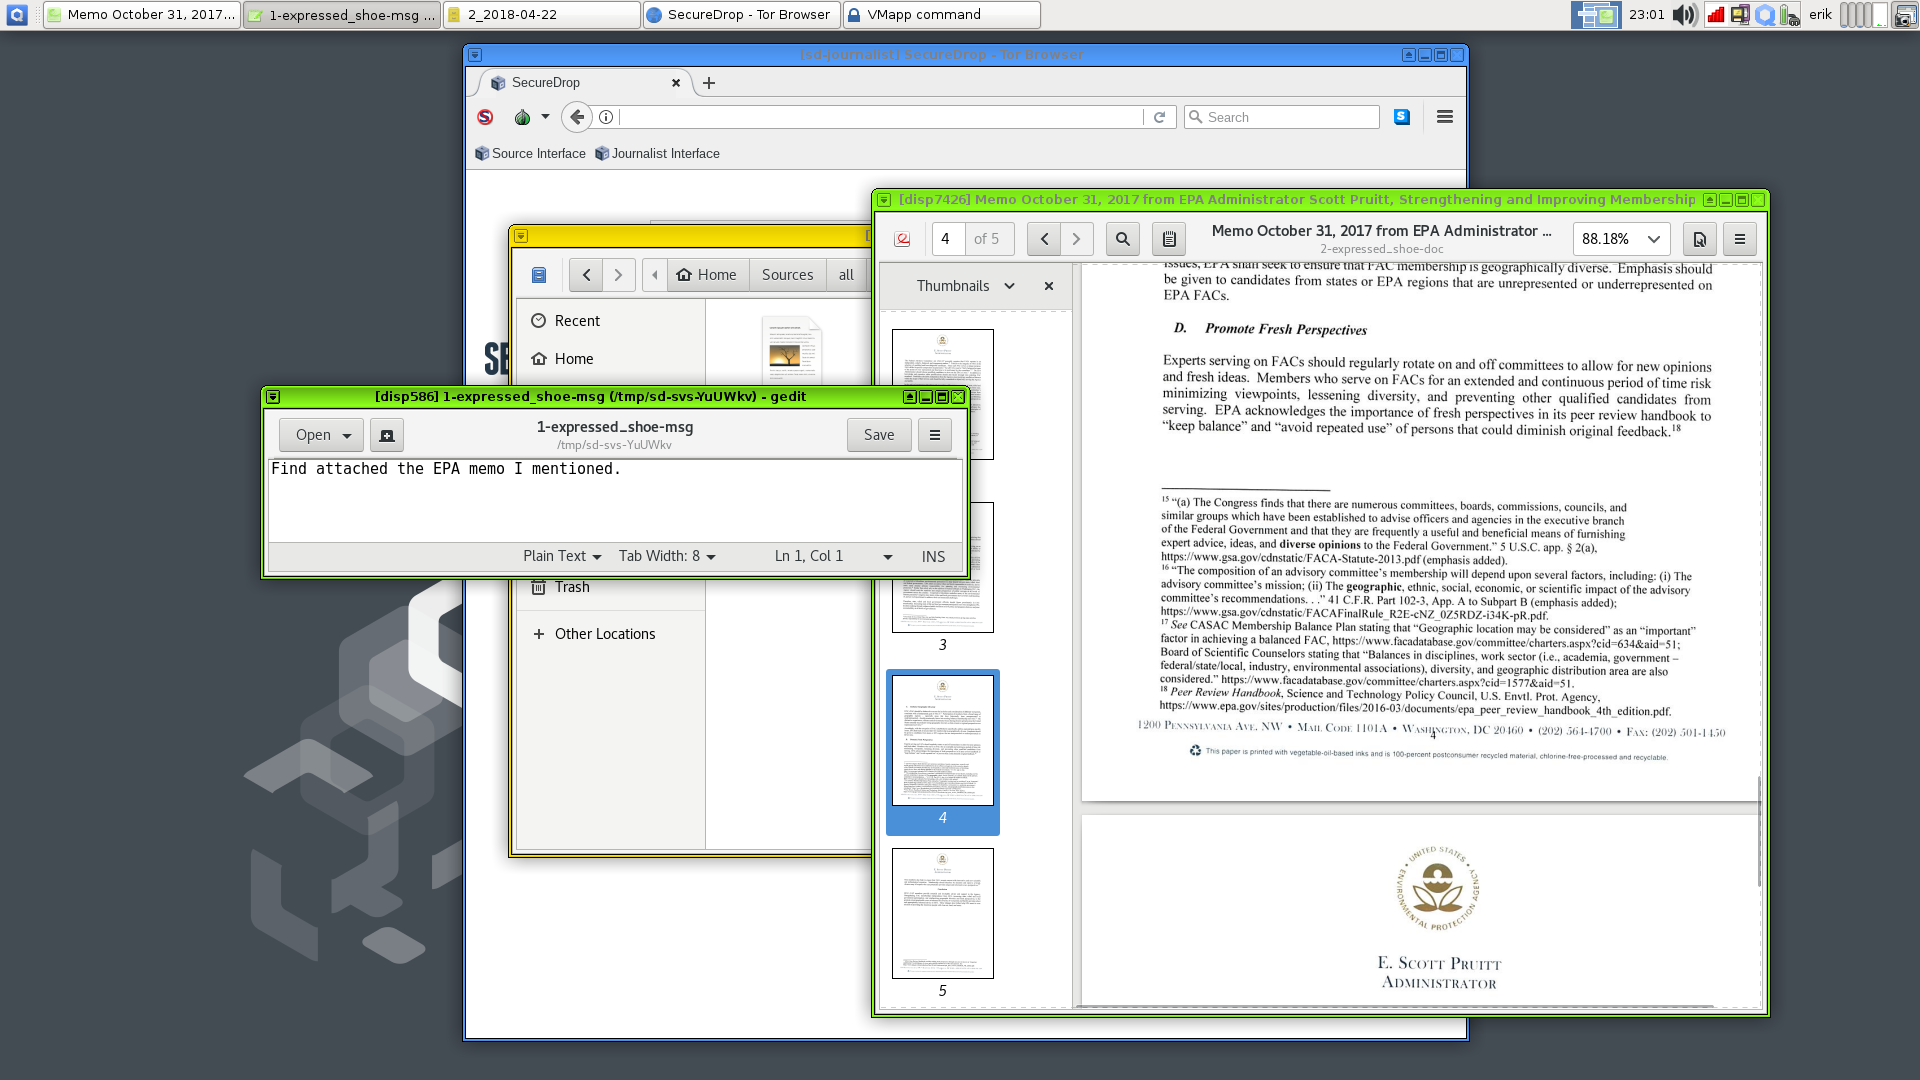 Memo October 31, 2017...
1-expressed_shoe-msg ...
2_2018-04-22
SecureDrop - Tor Browser
VMapp command
23:01
erik
[sd-journalist] SecureDrop - Tor Browser
SecureDrop
Search
Source Interface
Journalist Interface
SE
Home
Sources
all
Recent
Home
Trash
Other Locations
[disp7426] Memo October 31, 2017 from EPA Administrator Scott Pruitt, Strengthening and Improving Membership
4
of 5
Memo October 31, 2017 from EPA Administrator ...
2-expressed_shoe-doc
88.18%
Thumbnails
3
4
5
[disp586] 1-expressed_shoe-msg (/tmp/sd-svs-YuUWkv) - gedit
Open
1-expressed_shoe-msg
/tmp/sd-svs-YuUWkv
Save
Find attached the EPA memo I mentioned.
Plain Text
Tab Width: 8
Ln 1, Col 1
INS
issues, EPA shall seek to ensure that FAC membership is geographically diverse. Emphasis should
be given to candidates from states or EPA regions that are unrepresented or underrepresented on
EPA FACs.
D. Promote Fresh Perspectives
Experts serving on FACs should regularly rotate on and off committees to allow for new opinions
and fresh ideas. Members who serve on FACs for an extended and continuous period of time risk
minimizing viewpoints, lessening diversity, and preventing other qualified candidates from
serving. EPA acknowledges the importance of fresh perspectives in its peer review handbook to
“keep balance” and “avoid repeated use” of persons that could diminish original feedback.18
15 “(a) The Congress finds that there are numerous committees, boards, commissions, councils, and
similar groups which have been established to advise officers and agencies in the executive branch
of the Federal Government and that they are frequently a useful and beneficial means of furnishing
expert advice, ideas, and diverse opinions to the Federal Government.” 5 U.S.C. app. § 2(a),
https://www.gsa.gov/cdnstatic/FACA-Statute-2013.pdf (emphasis added).
16 “The composition of an advisory committee’s membership will depend upon several factors, including: (i) The
advisory committee’s mission; (ii) The geographic, ethnic, social, economic, or scientific impact of the advisory
committee’s recommendations. . .” 41 C.F.R. Part 102-3, App. A to Subpart B (emphasis added);
https://www.gsa.gov/cdnstatic/FACAFinalRule_R2E-cNZ_0Z5RDZ-i34K-pR.pdf.
17 See CASAC Membership Balance Plan stating that “Geographic location may be considered” as an “important”
factor in achieving a balanced FAC, https://www.facadatabase.gov/committee/charters.aspx?cid=634&aid=51;
Board of Scientific Counselors stating that “Balances in disciplines, work sector (i.e., academia, government –
federal/state/local, industry, environmental associations), diversity, and geographic distribution area are also
considered.” https://www.facadatabase.gov/committee/charters.aspx?cid=1577&aid=51.
18 Peer Review Handbook, Science and Technology Policy Council, U.S. Envtl. Prot. Agency,
https://www.epa.gov/sites/production/files/2016-03/documents/epa_peer_review_handbook_4th_edition.pdf.
1200 PENNSYLVANIA AVE. NW • MAIL CODE 1101A • WASHINGTON, DC 20460 • (202) 564-4700 • FAX: (202) 501-1450
4
This paper is printed with vegetable-oil-based inks and is 100-percent postconsumer recycled material, chlorine-free-processed and recyclable.
UNITED STATES
ENVIRONMENTAL PROTECTION AGENCY
E. SCOTT PRUITT
ADMINISTRATOR